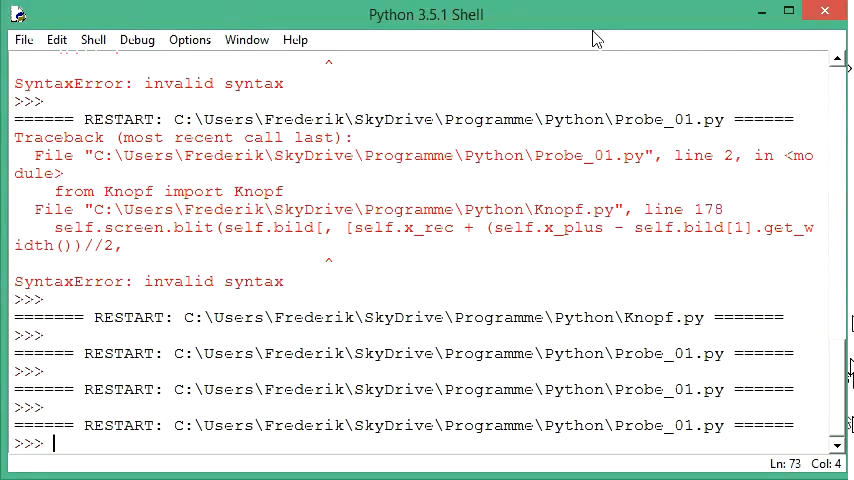 Python 3.5.1 Shell
File Edit Shell Debug Options Window Help
^
SyntaxError: invalid syntax
>>>
====== RESTART: C:\Users\Frederik\SkyDrive\Programme\Python\Probe_01.py ======
Traceback (most recent call last):
  File "C:\Users\Frederik\SkyDrive\Programme\Python\Probe_01.py", line 2, in <mo
dule>
    from Knopf import Knopf
  File "C:\Users\Frederik\SkyDrive\Programme\Python\Knopf.py", line 178
    self.screen.blit(self.bild[, [self.x_rec + (self.x_plus - self.bild[1].get_w
idth())//2,
^
SyntaxError: invalid syntax
>>>
======= RESTART: C:\Users\Frederik\SkyDrive\Programme\Python\Knopf.py =======
>>>
====== RESTART: C:\Users\Frederik\SkyDrive\Programme\Python\Probe_01.py ======
>>>
====== RESTART: C:\Users\Frederik\SkyDrive\Programme\Python\Probe_01.py ======
>>>
====== RESTART: C:\Users\Frederik\SkyDrive\Programme\Python\Probe_01.py ======
>>>
Ln: 73 Col: 4